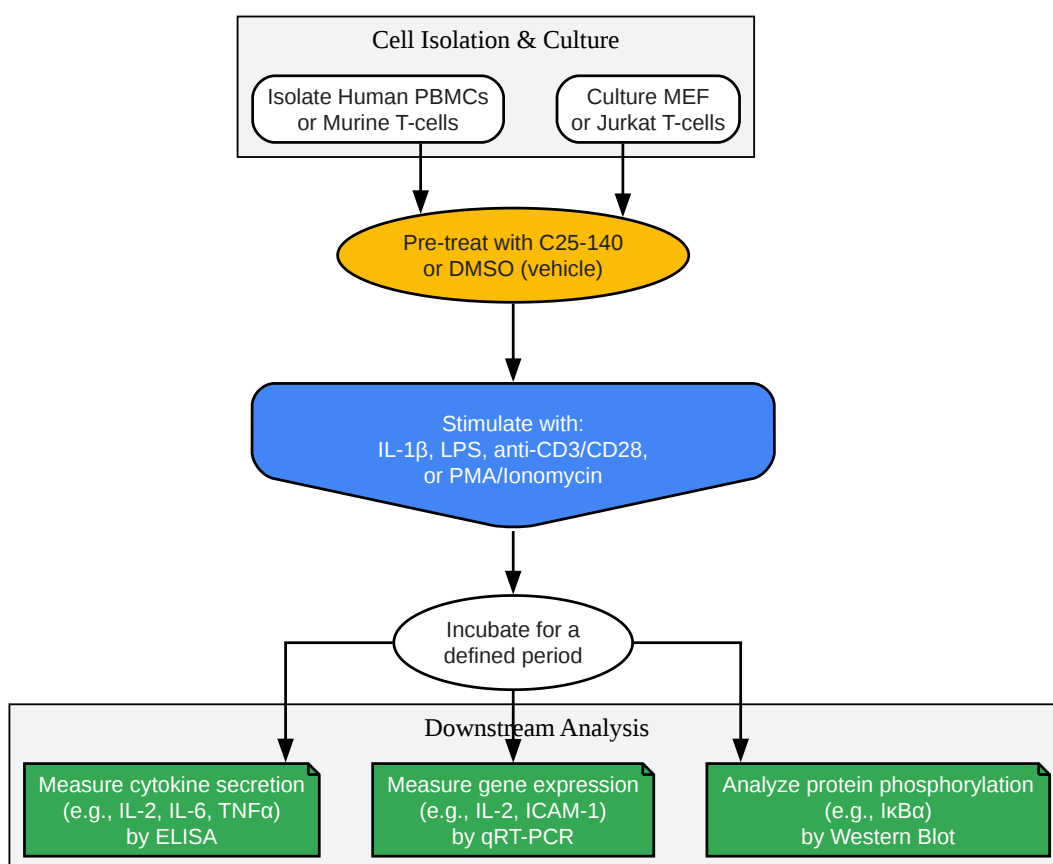 Cell Isolation & Culture
Isolate Human PBMCs
or Murine T-cells
Culture MEF
or Jurkat T-cells
Pre-treat with C25-140
or DMSO (vehicle)
Stimulate with:
IL-1β, LPS, anti-CD3/CD28,
or PMA/Ionomycin
Incubate for a
defined period
Downstream Analysis
Measure cytokine secretion
(e.g., IL-2, IL-6, TNFα)
by ELISA
Measure gene expression
(e.g., IL-2, ICAM-1)
by qRT-PCR
Analyze protein phosphorylation
(e.g., IκBα)
by Western Blot